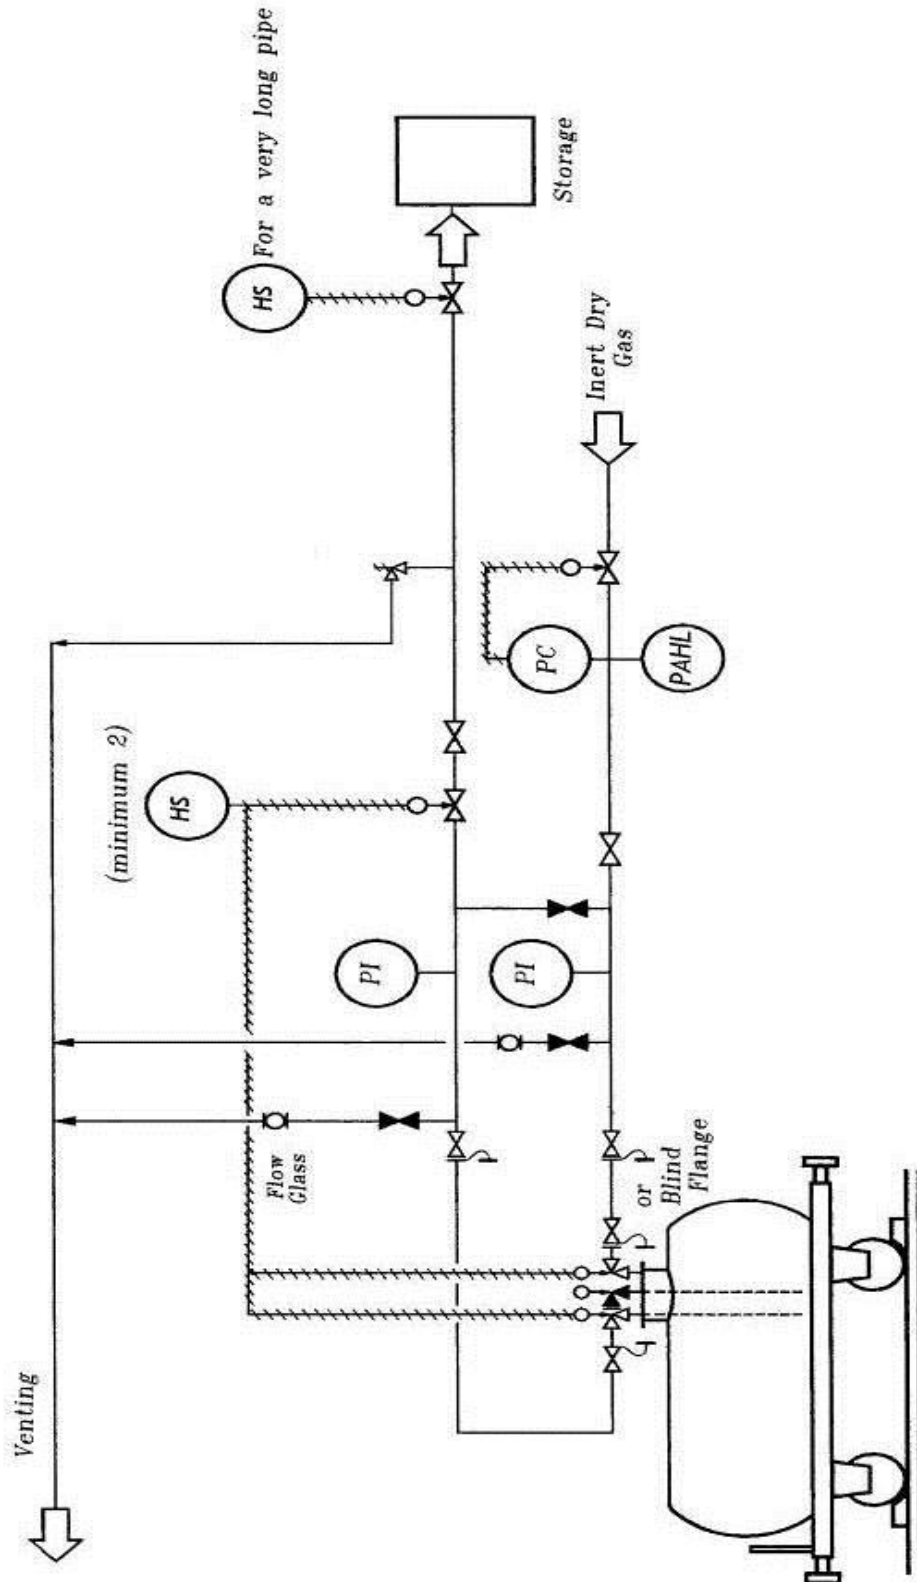 Venting
(minimum 2)
HS
HS
For a very long pipe
Flow
Glass
PI
PI
Storage
PC
PAHL
Inert Dry
Gas
or
Blind
Flange